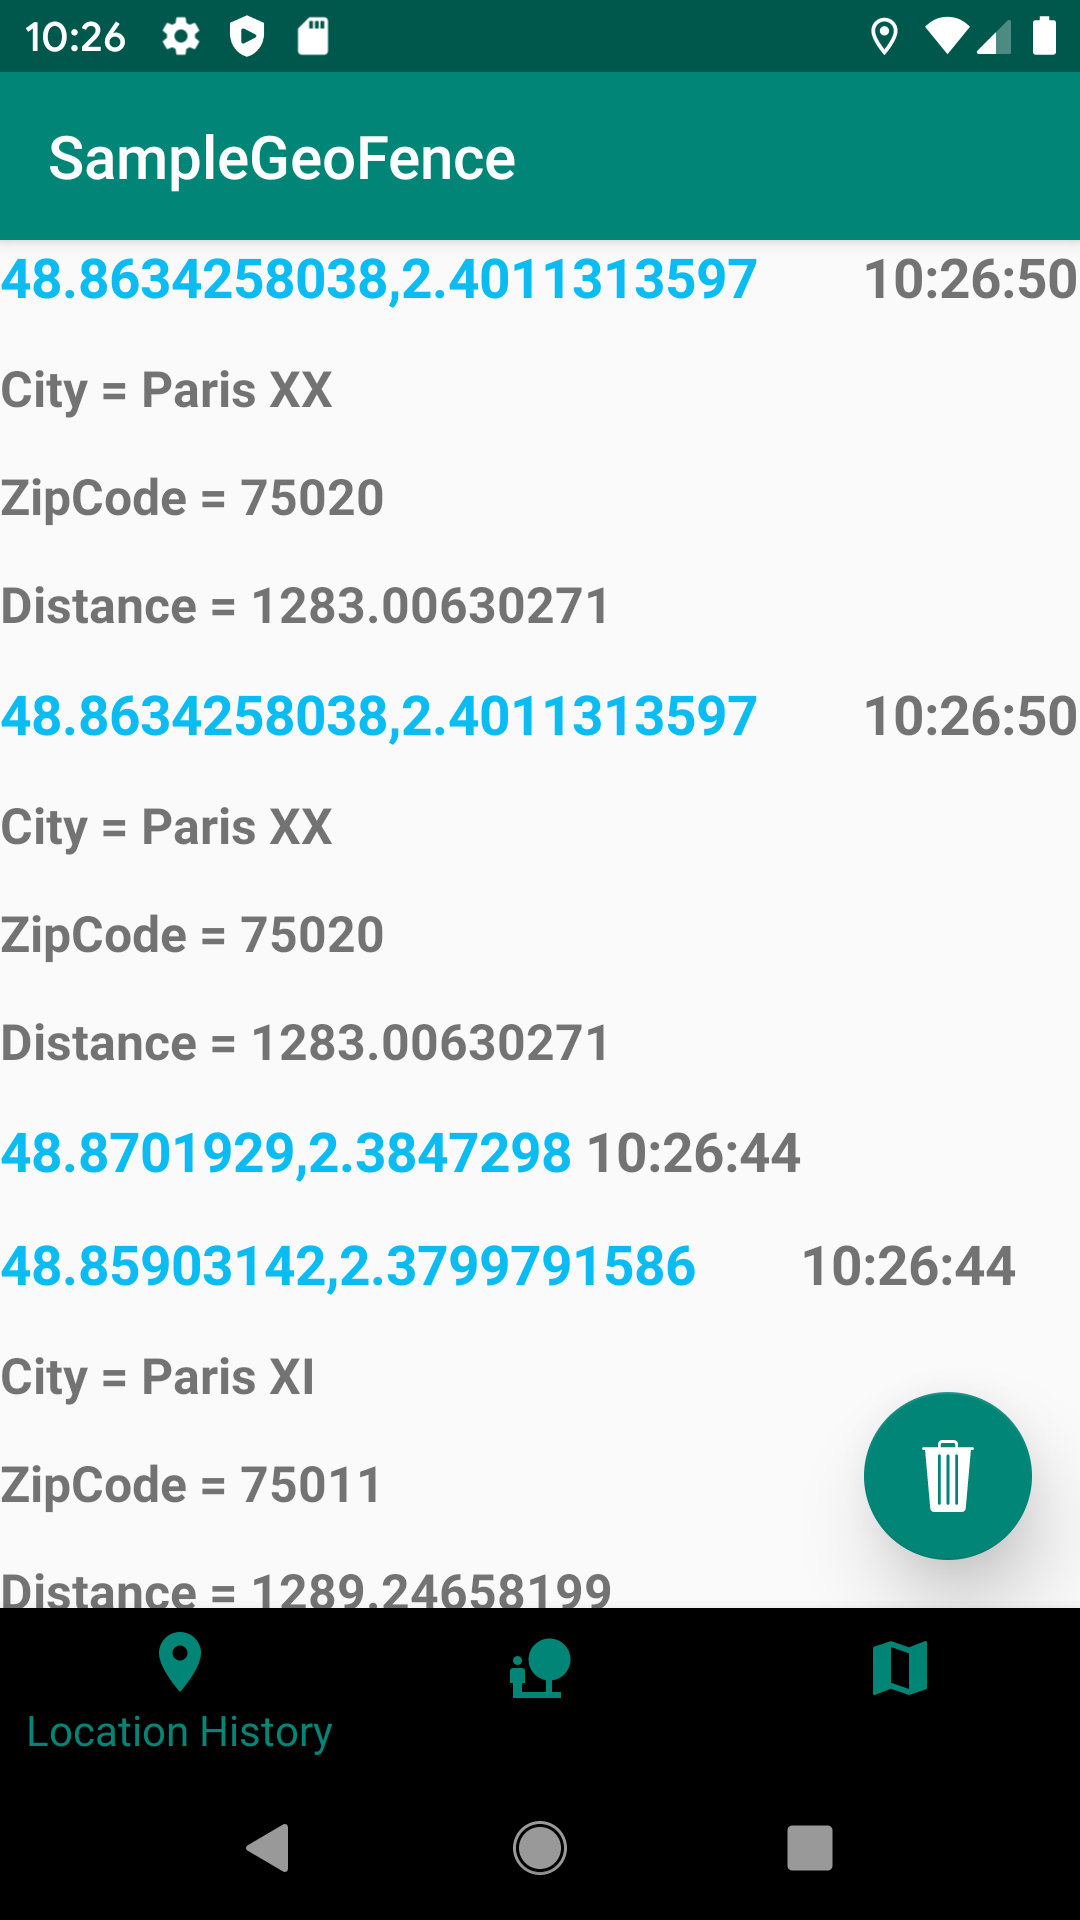 10:26
SampleGeoFence
48.8634258038,2.4011313597 10:26:50
City = Paris XX
ZipCode = 75020
Distance = 1283.00630271
48.8634258038,2.4011313597 10:26:50
City = Paris XX
ZipCode = 75020
Distance = 1283.00630271
48.8701929,2.3847298 10:26:44
48.85903142,2.3799791586 10:26:44
City = Paris XI
ZipCode = 75011
Distance = 1289.24658199
Location History